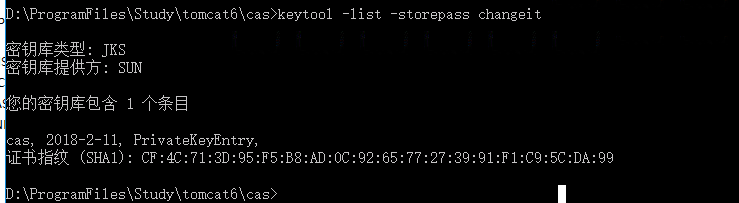 D:\ProgramFiles\Study\tomcat6\cas>keytool -list -storepass changeit
密钥库类型: JKS
密钥库提供方: SUN
您的密钥库包含 1 个条目
cas, 2018-2-11, PrivateKeyEntry,
证书指纹 (SHA1): CF:4C:71:3D:95:F5:B8:AD:0C:92:65:77:27:39:91:F1:C9:5C:DA:99
D:\ProgramFiles\Study\tomcat6\cas>